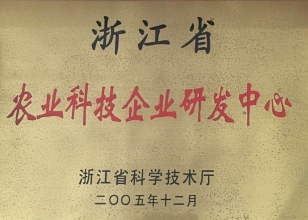 浙江省
农业科技企业研发中心
浙江省科学技术厅
二〇〇五年十二月